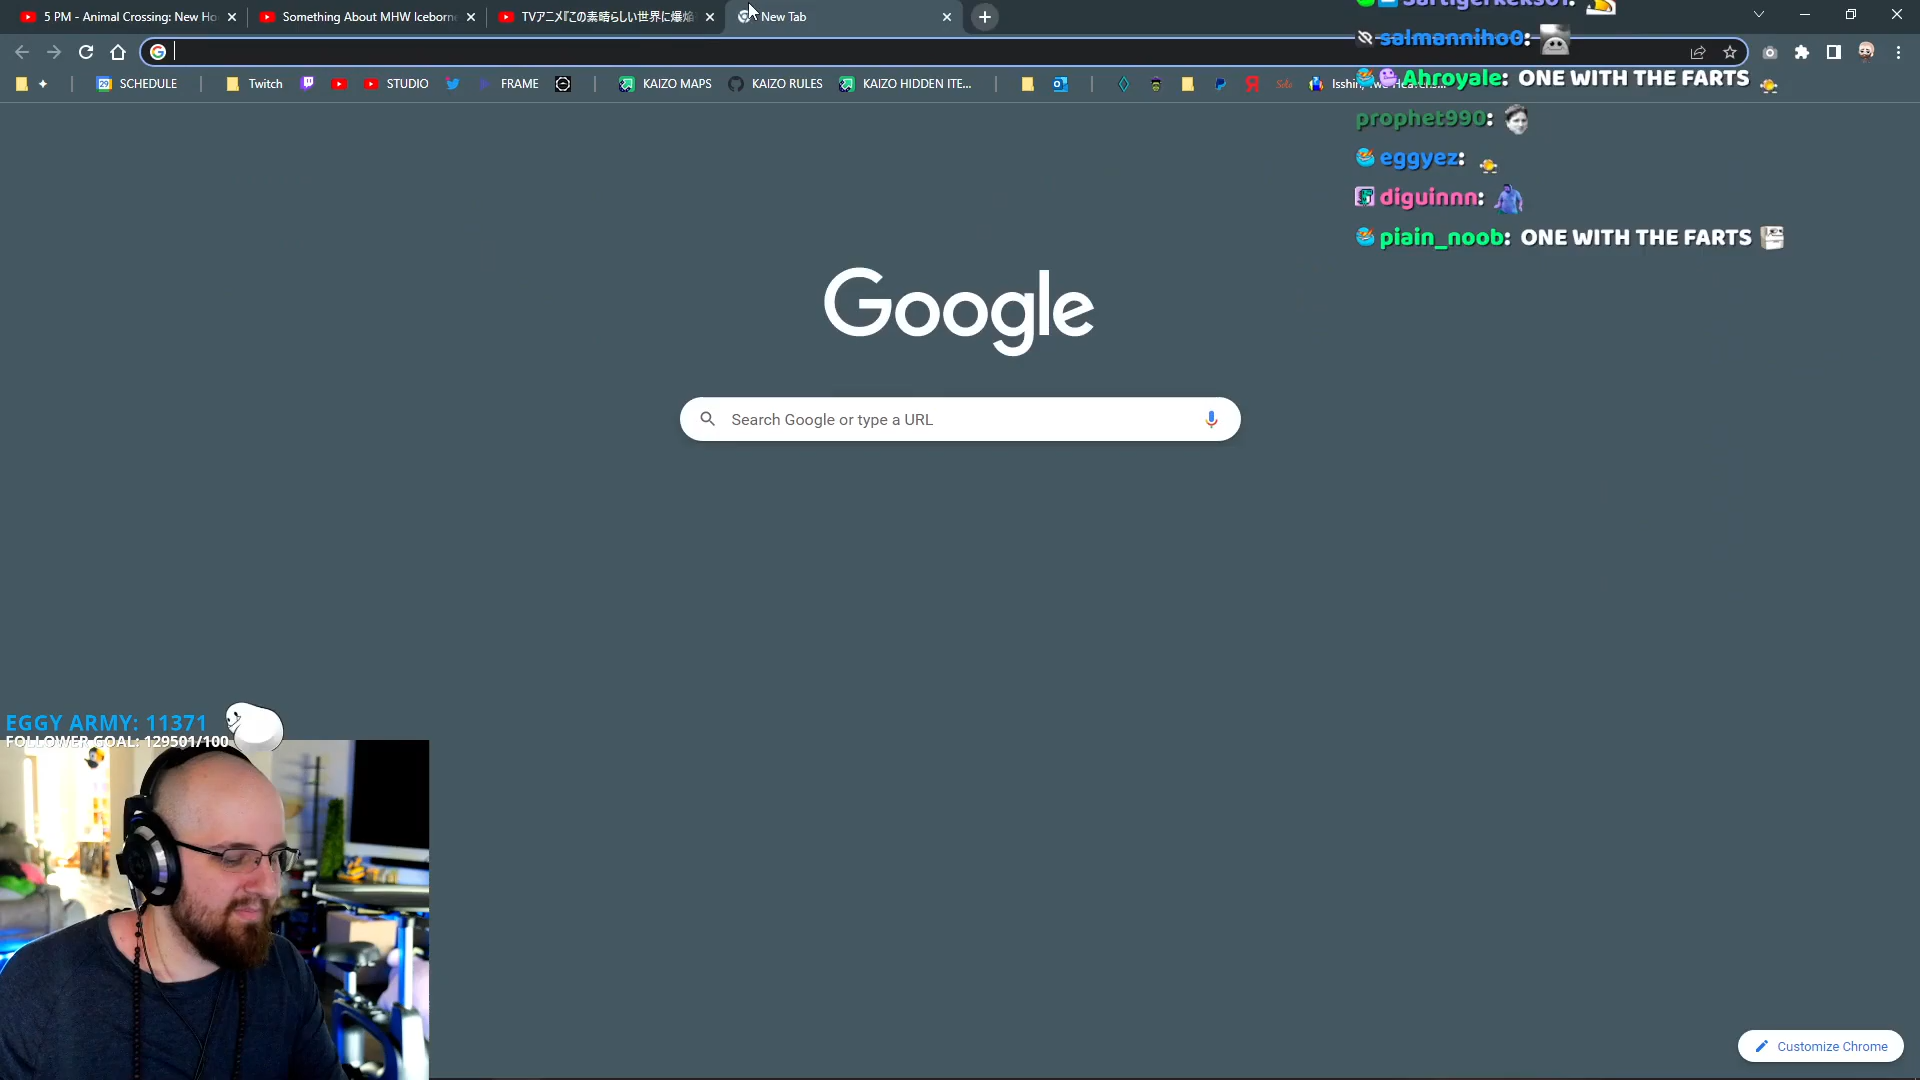 5 PM - Animal Crossing: New Ho
Something About MHW Iceborn
TVアニメ『この素晴らしい世界に爆焔
New Tab
SCHEDULE
Twitch
STUDIO
FRAME
KAIZO MAPS
KAIZO RULES
KAIZO HIDDEN ITE...
salmanniho0:
Ahroyale: ONE WITH THE FARTS
prophet990:
eggyez:
diguinnn:
piain_noob: ONE WITH THE FARTS
Google
Search Google or type a URL
EGGY ARMY: 11371
FOLLOWER GOAL: 129501/100
Customize Chrome